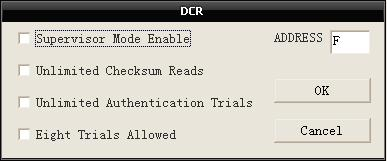 DCR
Supervisor Mode Enable
ADDRESS F
Unlimited Checksum Reads
OK
Unlimited Authentication Trials
Cancel
Eight Trials Allowed